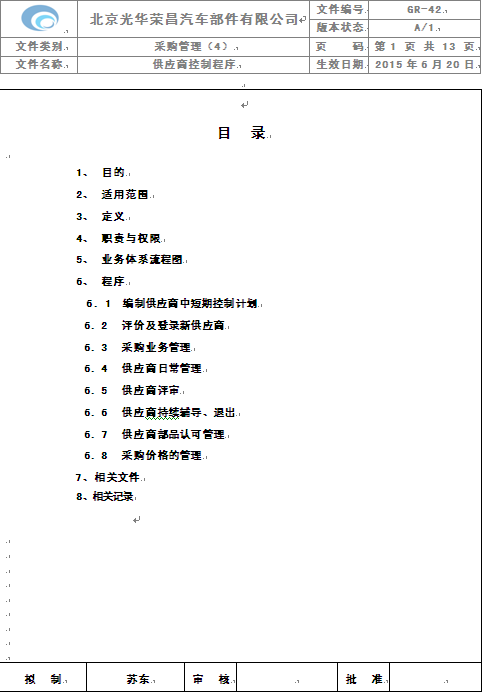 北京光华荣昌汽车部件有限公司
文件编号 GR-42
版本状态 A/1
文件类别 采购管理（4） 页 码 第 1 页 共 13 页
文件名称 供应商控制程序 生效日期 2015 年 6 月 20 日
目 录
1、 目的
2、 适用范围
3、 定义
4、 职责与权限
5、 业务体系流程图
6、 程序
6．1 编制供应商中短期控制计划
6．2 评价及登录新供应商
6．3 采购业务管理
6．4 供应商日常管理
6．5 供应商评审
6．6 供应商持续辅导、退出
6．7 供应商部品认可管理
6．8 采购价格的管理
7、相关文件
8、相关记录
拟 制 苏东 审 核 批 准